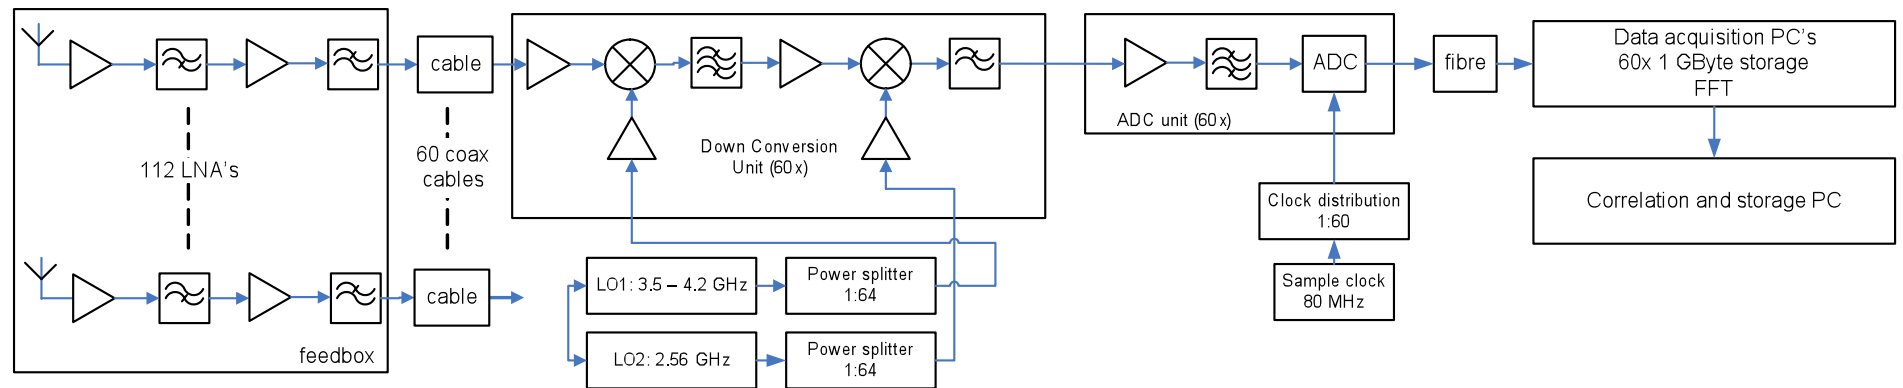 cable
112 LNA's
60 coax
cables
cable
feedbox
Down Conversion
Unit (60x)
LO1: 3.5 – 4.2 GHz
Power splitter
1:64
LO2: 2.56 GHz
Power splitter
1:64
ADC
ADC unit (60x)
Clock distribution
1:60
Sample clock
80 MHz
fibre
Data acquisition PC's
60x 1 GByte storage
FFT
Correlation and storage PC